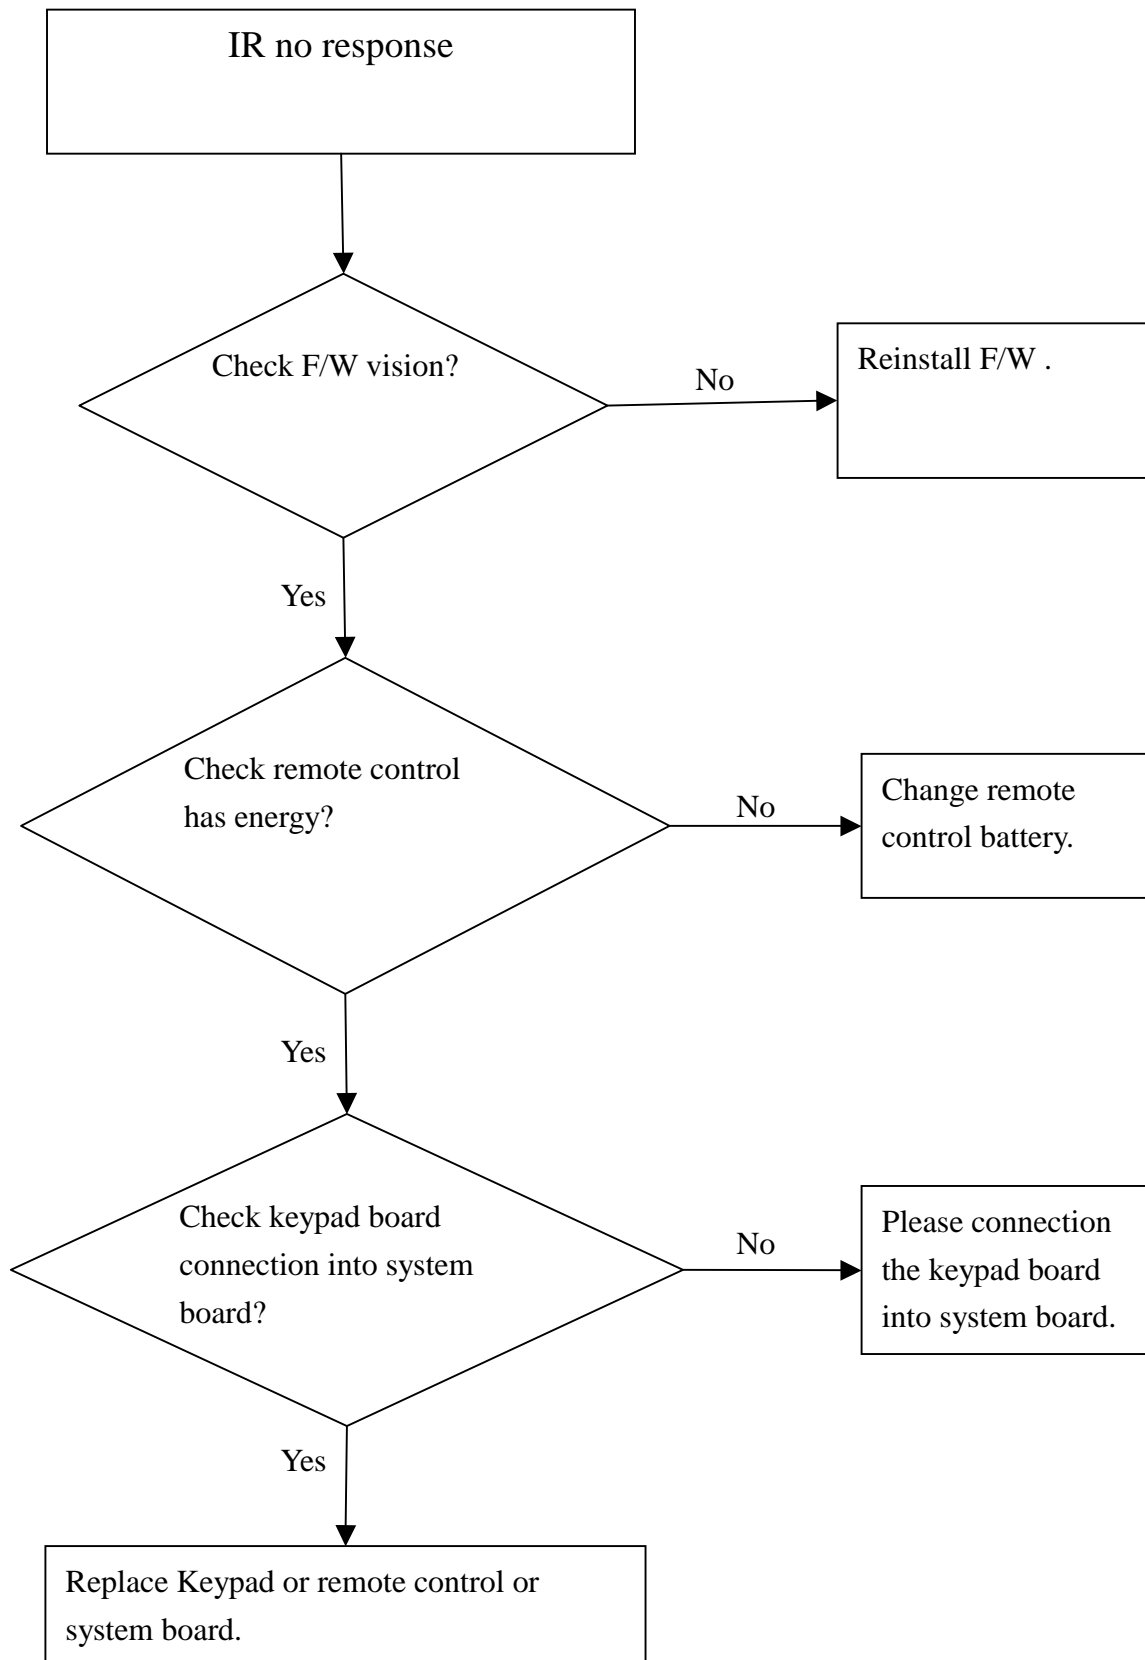 IR no response
Check F/W vision?
No
Reinstall F/W .
Yes
Check remote control
has energy?
No
Change remote
control battery.
Yes
Check keypad board
connection into system
board?
No
Please connection
the keypad board
into system board.
Yes
Replace Keypad or remote control or
system board.